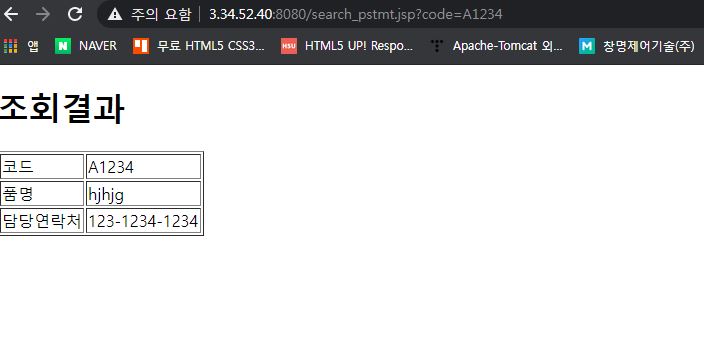 주의 요함 3.34.52.40:8080/search_pstmt.jsp?code=A1234
앱 NAVER 무료 HTML5 CSS3... HSU HTML5 UP! Respo... Apache-Tomcat 외... M 창명제어기술(주)
조회결과
코드 A1234
품명 hjhjg
담당연락처 123-1234-1234